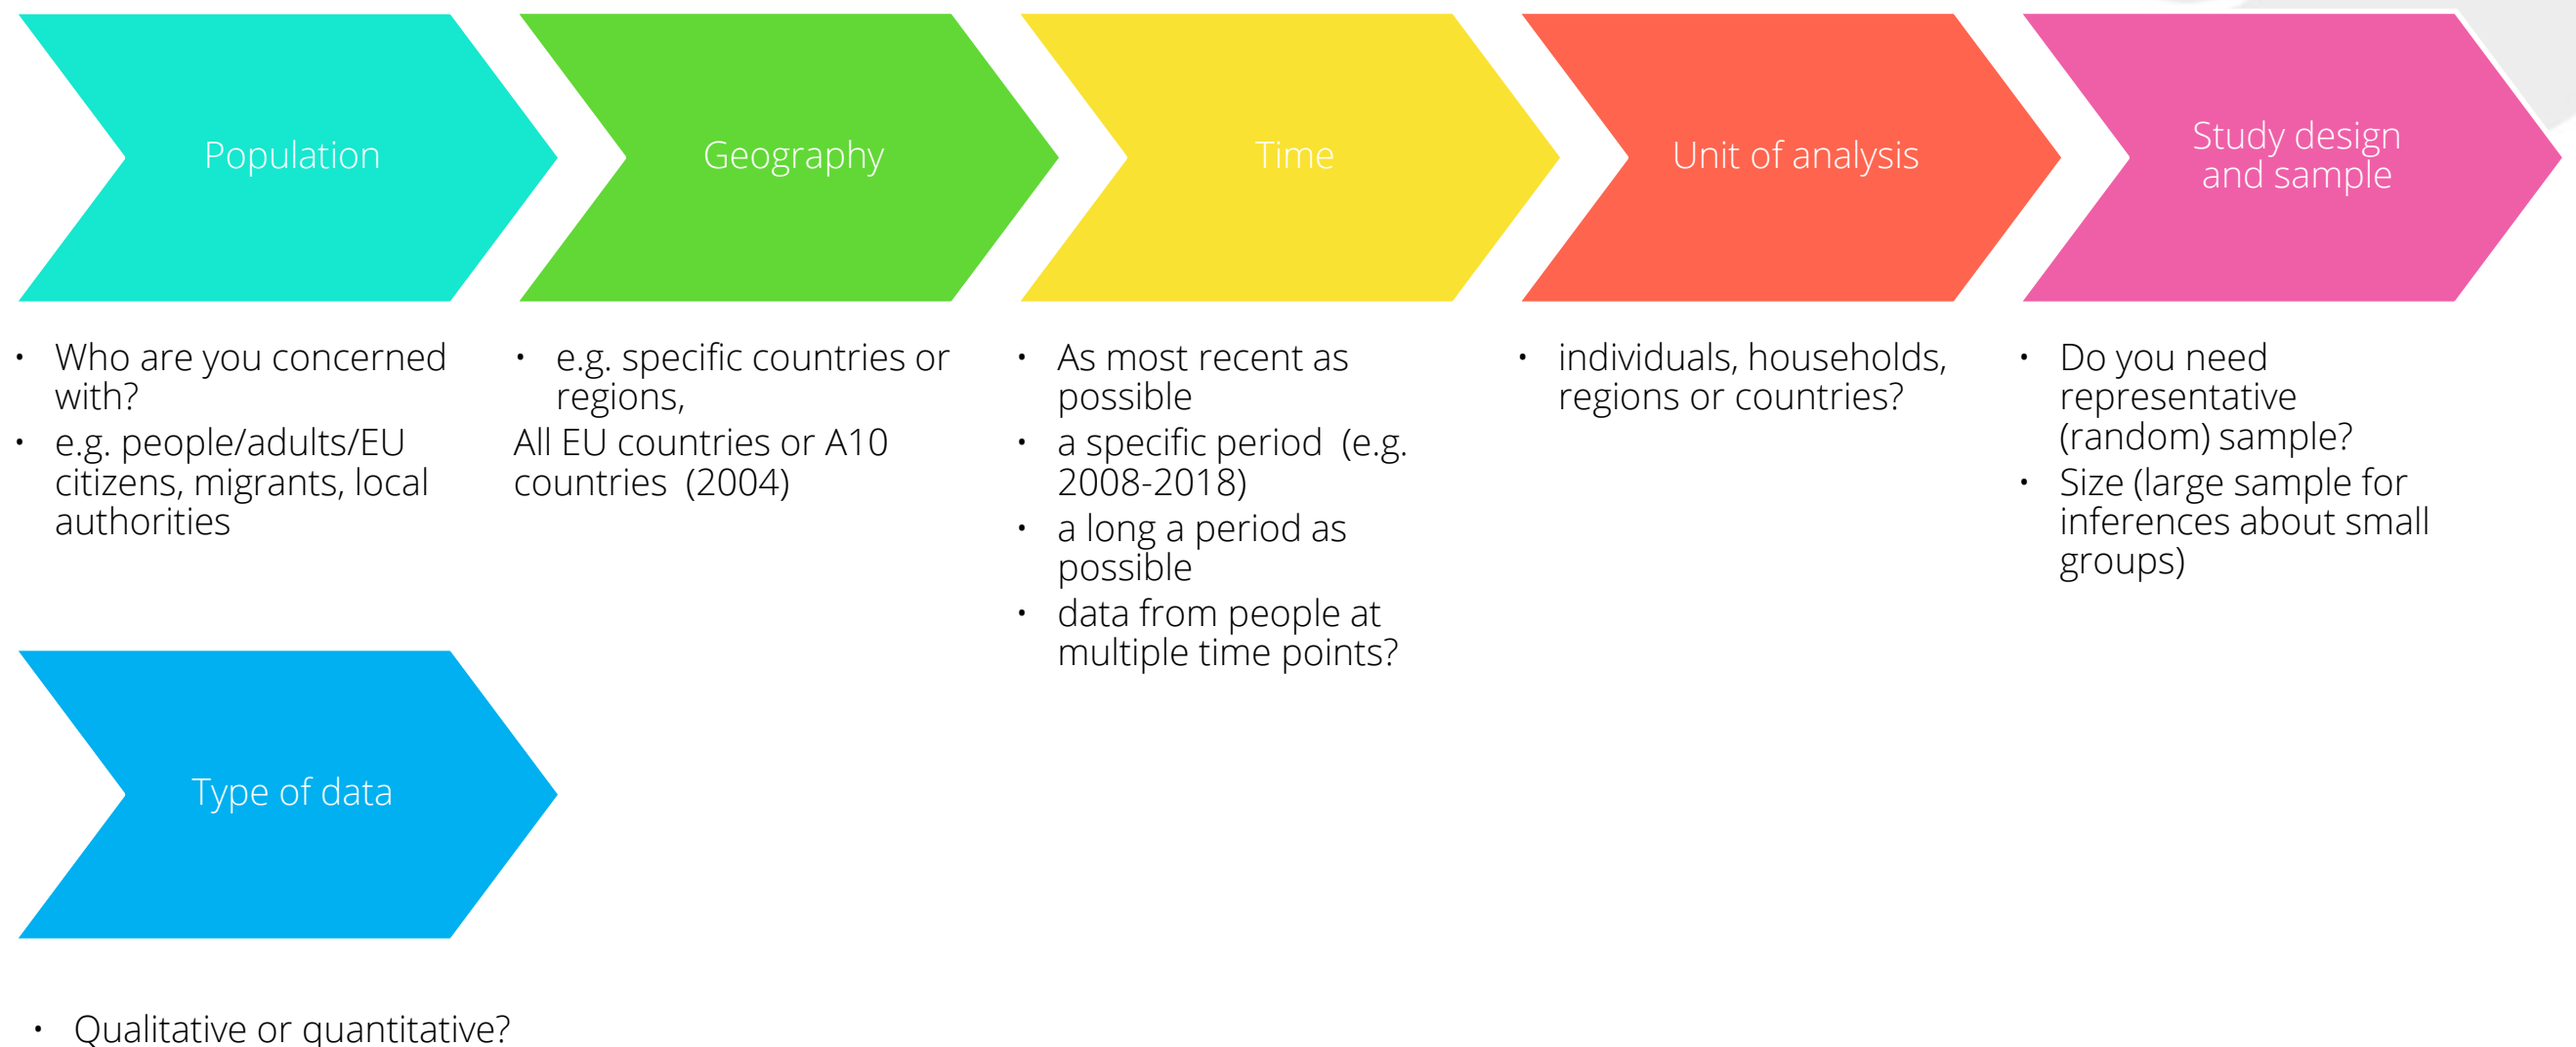 Population
• Who are you concerned
with?
• e.g. people/adults/EU
citizens, migrants, local
authorities
Geography
• e.g. specific countries or
regions,
All EU countries or A10
countries  (2004)
Time
• As most recent as
possible
• a specific period  (e.g.
2008-2018)
• a long a period as
possible
• data from people at
multiple time points?
Unit of analysis
• individuals, households,
regions or countries?
Study design
and sample
• Do you need
representative
(random) sample?
• Size (large sample for
inferences about small
groups)
Type of data
• Qualitative or quantitative?